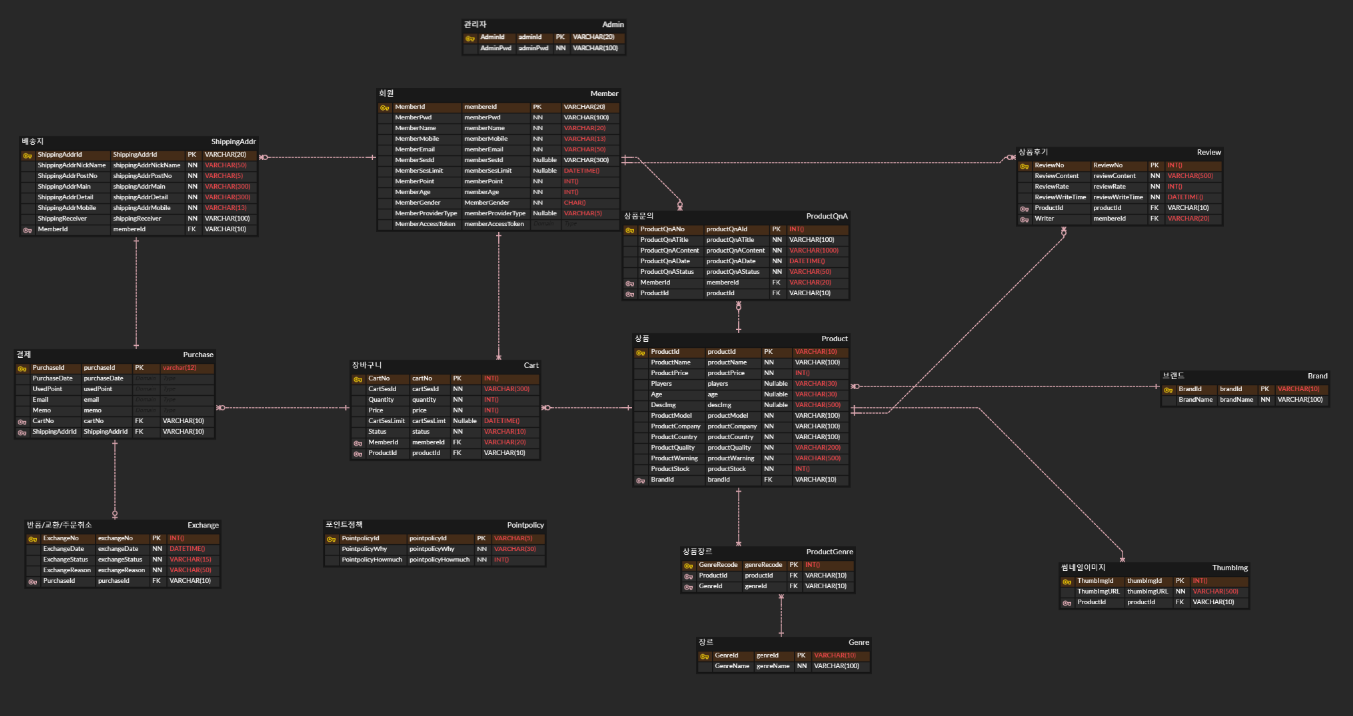 관리자 Admin
AdminId adminId PK VARCHAR(20)
AdminPwd adminPwd NN VARCHAR(100)
회원 Member
MemberId membereId PK VARCHAR(20)
MemberPwd memberPwd NN VARCHAR(100)
MemberName memberName NN VARCHAR(20)
MemberMobile memberMobile NN VARCHAR(13)
MemberEmail memberEmail NN VARCHAR(50)
MemberSesId memberSesId Nullable VARCHAR(300)
MemberSesLimit memberSesLimit Nullable DATETIME()
MemberPoint memberPoint NN INT()
MemberAge memberAge NN INT()
MemberGender MemberGender NN CHAR()
MemberProviderType memberProviderType Nullable VARCHAR(5)
MemberAccessToken memberAccessToken
배송지 ShippingAddr
ShippingAddrId ShippingAddrId PK VARCHAR(20)
ShippingAddrNickName shippingAddrNickName NN VARCHAR(50)
ShippingAddrPostNo shippingAddrPostNo NN VARCHAR(5)
ShippingAddrMain shippingAddrMain NN VARCHAR(300)
ShippingAddrDetail shippingAddrDetail NN VARCHAR(300)
ShippingAddrMobile shippingAddrMobile NN VARCHAR(13)
ShippingReceiver shippingReceiver NN VARCHAR(100)
MemberId membereId FK VARCHAR(10)
상품후기 Review
ReviewNo ReviewNo PK INT()
ReviewContent reviewContent NN VARCHAR(500)
ReviewRate reviewRate NN INT()
ReviewWriteTime reviewWriteTime NN DATETIME()
ProductId productId FK VARCHAR(10)
Writer membereId FK VARCHAR(20)
상품문의 ProductQnA
ProductQnANo productQnAId PK INT()
ProductQnATitle productQnATitle NN VARCHAR(100)
ProductQnAContent productQnAContent NN VARCHAR(1000)
ProductQnADate productQnADate NN DATETIME()
ProductQnAStatus productQnAStatus NN VARCHAR(50)
MemberId membereId FK VARCHAR(20)
ProductId productId FK VARCHAR(10)
결제 Purchase
PurchaseId purchaseId PK varchar(12)
PurchaseDate purchaseDate
UsedPoint usedPoint
Email email
Memo memo
CartNo cartNo FK VARCHAR(10)
ShippingAddrId ShippingAddrId FK VARCHAR(10)
장바구니 Cart
CartNo cartNo PK INT()
CartSesId cartSesId NN VARCHAR(300)
Quantity quantity NN INT()
Price price NN INT()
CartSesLimit cartSesLimt Nullable DATETIME()
Status status NN VARCHAR(10)
MemberId membereId FK VARCHAR(20)
ProductId productId FK VARCHAR(10)
상품 Product
ProductId productId PK VARCHAR(10)
ProductName productName NN VARCHAR(100)
ProductPrice productPrice NN INT()
Players players Nullable VARCHAR(30)
Age age Nullable VARCHAR(30)
DescImg descImg Nullable VARCHAR(500)
ProductModel productModel NN VARCHAR(100)
ProductCompany productCompany NN VARCHAR(100)
ProductCountry productCountry NN VARCHAR(100)
ProductQuality productQuality NN VARCHAR(200)
ProductWarning productWarning NN VARCHAR(500)
ProductStock productStock NN INT()
BrandId brandId FK VARCHAR(10)
브랜드 Brand
BrandId brandId PK VARCHAR(10)
BrandName brandName NN VARCHAR(100)
반품/교환/주문취소 Exchange
ExchangeNo exchangeNo PK INT()
ExchangeDate exchangeDate NN DATETIME()
ExchangeStatus exchangeStatus NN VARCHAR(15)
ExchangeReason exchangeReason NN VARCHAR(50)
PurchaseId purchaseId FK VARCHAR(10)
포인트정책 Pointpolicy
PointpolicyId pointpolicyId PK VARCHAR(5)
PointpolicyWhy pointpolicyWhy NN VARCHAR(30)
PointpolicyHowmuch pointpolicyHowmuch NN INT()
상품장르 ProductGenre
GenreRecode genreRecode PK INT()
ProductId productId FK VARCHAR(10)
GenreId genreId FK VARCHAR(10)
썸네일이미지 ThumbImg
ThumbImgId thumbImgId PK INT()
ThumbImgURL thumbImgURL NN VARCHAR(500)
ProductId productId FK VARCHAR(10)
장르 Genre
GenreId genreId PK VARCHAR(10)
GenreName genreName NN VARCHAR(100)